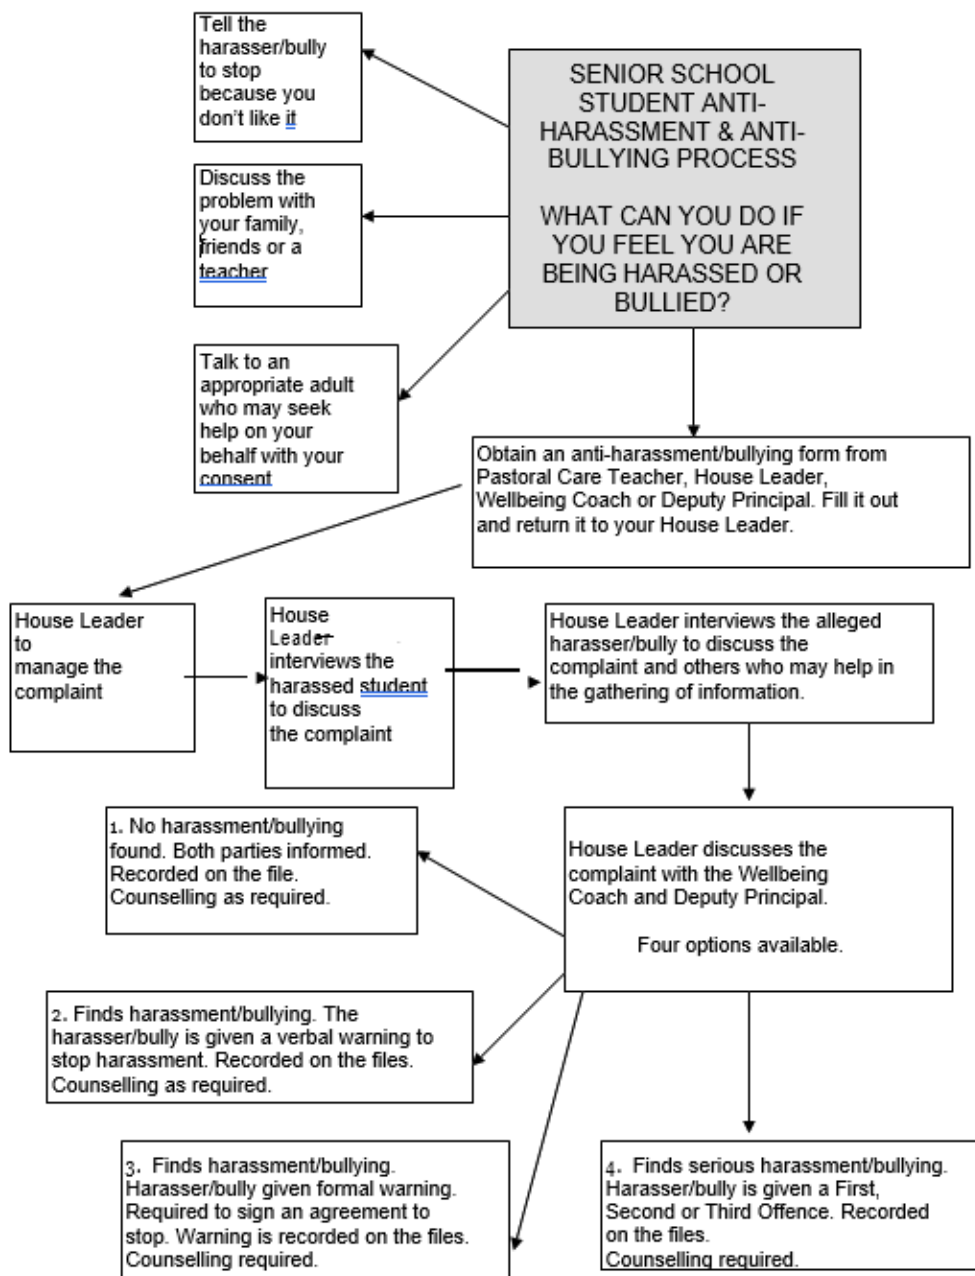 Tell the
harasser/bully
to stop
because you
don't like it
SENIOR SCHOOL
STUDENT ANTI-
HARASSMENT & ANTI-
BULLYING PROCESS
WHAT CAN YOU DO IF
YOU FEEL YOU ARE
BEING HARASSED OR
BULLIED?
Discuss the
problem with
your family,
friends or a
teacher
Talk to an
appropriate adult
who may seek
help on your
behalf with your
consent
Obtain an anti-harassment/bullying form from
Pastoral Care Teacher, House Leader,
Wellbeing Coach or Deputy Principal. Fill it out
and return it to your House Leader.
House Leader
to
manage the
complaint
House
Leader
interviews the
harassed student
to discuss
the complaint
House Leader interviews the alleged
harasser/bully to discuss the
complaint and others who may help in
the gathering of information.
House Leader discusses the
complaint with the Wellbeing
Coach and Deputy Principal.
Four options available.
1. No harassment/bullying
found. Both parties informed.
Recorded on the file.
Counselling as required.
2. Finds harassment/bullying. The
harasser/bully is given a verbal warning to
stop harassment. Recorded on the files.
Counselling as required.
3. Finds harassment/bullying.
Harasser/bully given formal warning.
Required to sign an agreement to
stop. Warning is recorded on the files.
Counselling required.
4. Finds serious harassment/bullying.
Harasser/bully is given a First,
Second or Third Offence. Recorded
on the files.
Counselling required.